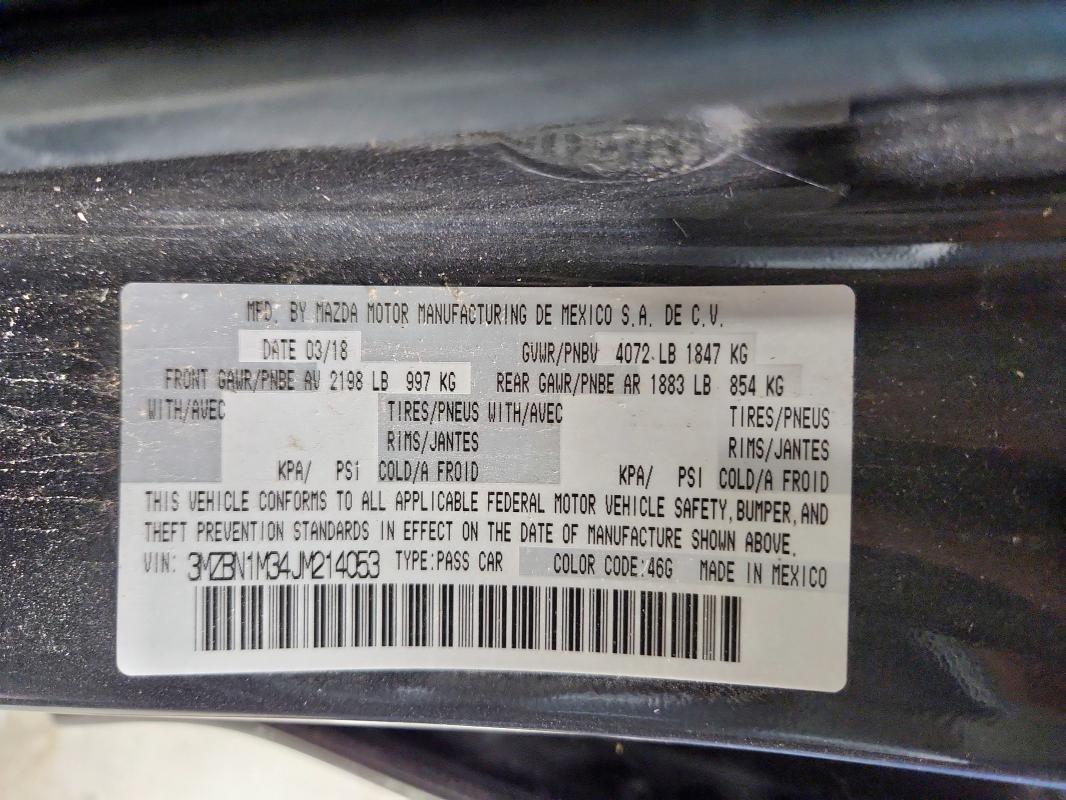 MFD. BY MAZDA MOTOR MANUFACTURING DE MEXICO S.A. DE C.V.
DATE 03/18 GVWR/PNBV 4072 LB 1847 KG
FRONT GAWR/PNBE AV 2198 LB 997 KG REAR GAWR/PNBE AR 1883 LB 854 KG
WITH/AVEC TIRES/PNEUS WITH/AVEC TIRES/PNEUS
RIMS/JANTES RIMS/JANTES
KPA/ PSI COLD/A FROID KPA/ PSI COLD/A FROID
THIS VEHICLE CONFORMS TO ALL APPLICABLE FEDERAL MOTOR VEHICLE SAFETY, BUMPER, AND
THEFT PREVENTION STANDARDS IN EFFECT ON THE DATE OF MANUFACTURE SHOWN ABOVE.
VIN: 3MZBN1M34JM214053 TYPE:PASS CAR COLOR CODE:46G MADE IN MEXICO